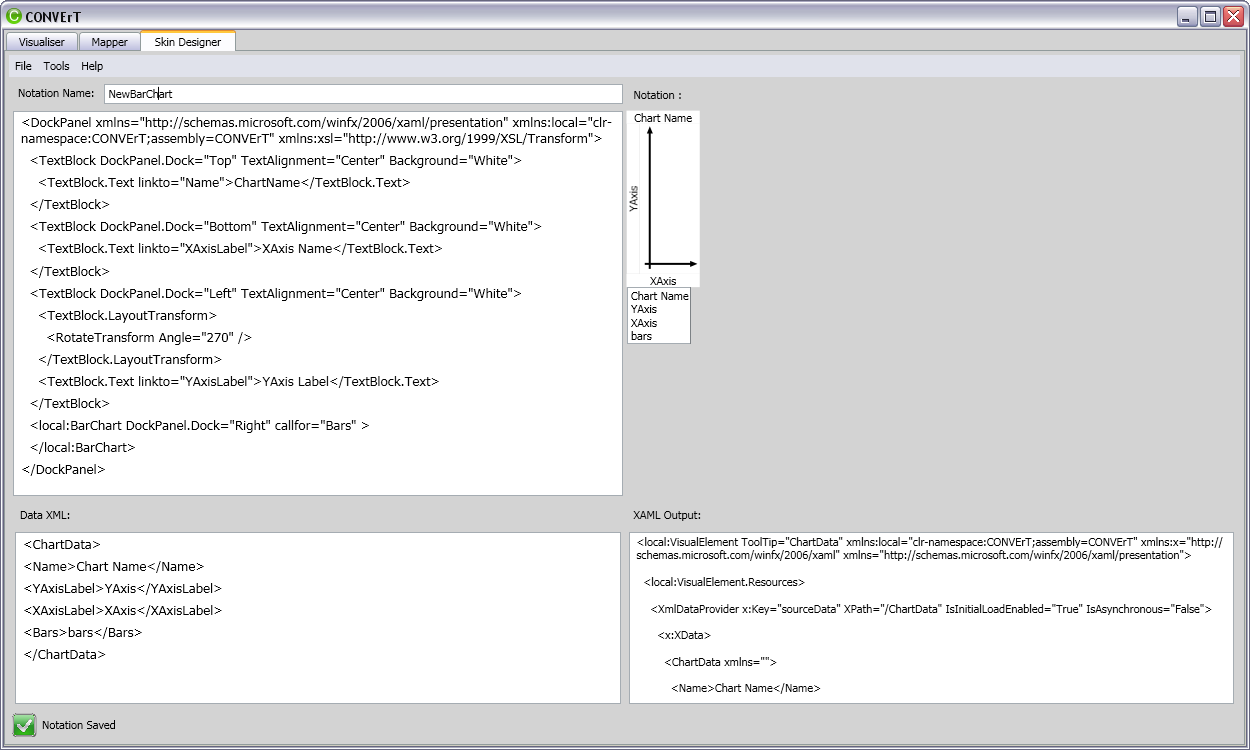 CONVErT
Visualiser Mapper Skin Designer
File Tools Help
Notation Name: NewBarChart
<DockPanel xmlns="http://schemas.microsoft.com/winfx/2006/xaml/presentation" xmlns:local="clr-
namespace:CONVErT;assembly=CONVErT" xmlns:xsl="http://www.w3.org/1999/XSL/Transform">
<TextBlock DockPanel.Dock="Top" TextAlignment="Center" Background="White">
<TextBlock.Text linkto="Name">ChartName</TextBlock.Text>
</TextBlock>
<TextBlock DockPanel.Dock="Bottom" TextAlignment="Center" Background="White">
<TextBlock.Text linkto="XAxisLabel">XAxis Name</TextBlock.Text>
</TextBlock>
<TextBlock DockPanel.Dock="Left" TextAlignment="Center" Background="White">
<TextBlock.LayoutTransform>
<RotateTransform Angle="270" />
</TextBlock.LayoutTransform>
<TextBlock.Text linkto="YAxisLabel">YAxis Label</TextBlock.Text>
</TextBlock>
<local:BarChart DockPanel.Dock="Right" callfor="Bars" >
</local:BarChart>
</DockPanel>
Notation :
Chart Name
YAxis
XAxis
Chart Name
YAxis
XAxis
bars
Data XML:
<ChartData>
<Name>Chart Name</Name>
<YAxisLabel>YAxis</YAxisLabel>
<XAxisLabel>XAxis</XAxisLabel>
<Bars>bars</Bars>
</ChartData>
XAML Output:
<local:VisualElement ToolTip="ChartData" xmlns:local="clr-namespace:CONVErT;assembly=CONVErT" xmlns:x="http://
schemas.microsoft.com/winfx/2006/xaml" xmlns="http://schemas.microsoft.com/winfx/2006/xaml/presentation">
<local:VisualElement.Resources>
<XmlDataProvider x:Key="sourceData" XPath="/ChartData" IsInitialLoadEnabled="True" IsAsynchronous="False">
<x:XData>
<ChartData xmlns="">
<Name>Chart Name</Name>
Notation Saved